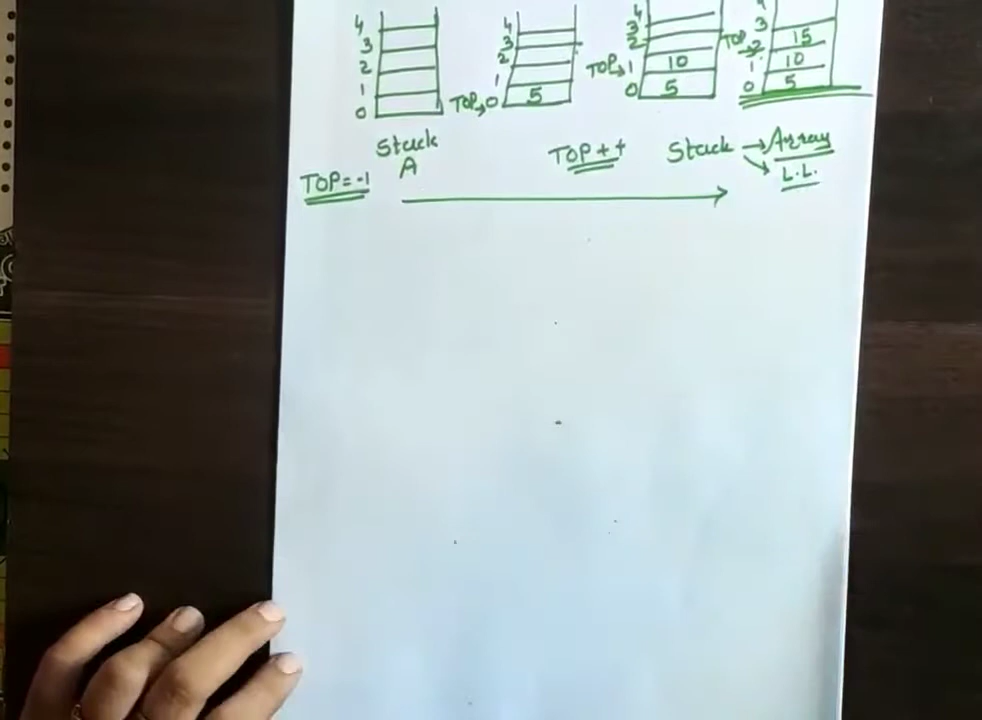 4 4 4 4
3 3 3 3 15
2 2 2 TOP→ 2
1 1 TOP→ 1 10 1 10
0 TOP→ 0 5 0 5 0 5
Stack TOP++ Stack → Array
A → L.L.
TOP=-1